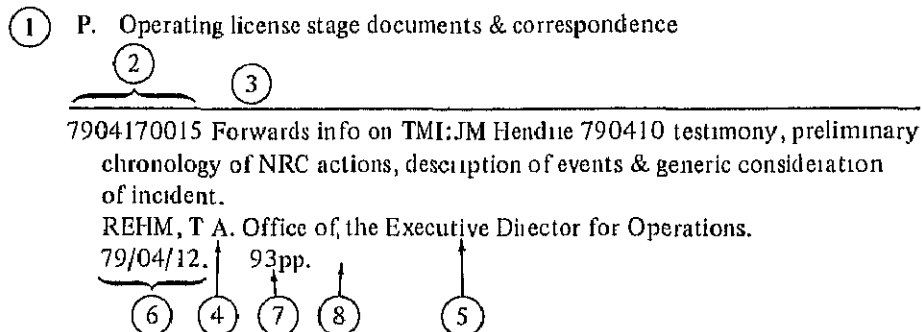 1 P. Operating license stage documents & correspondence
2
3
7904170015 Forwards info on TMI:JM Hendrie 790410 testimony, preliminary
chronology of NRC actions, description of events & generic consideration
of incident.
REHM, T A. Office of the Executive Director for Operations.
79/04/12. 93pp.
6 4 7 8 5